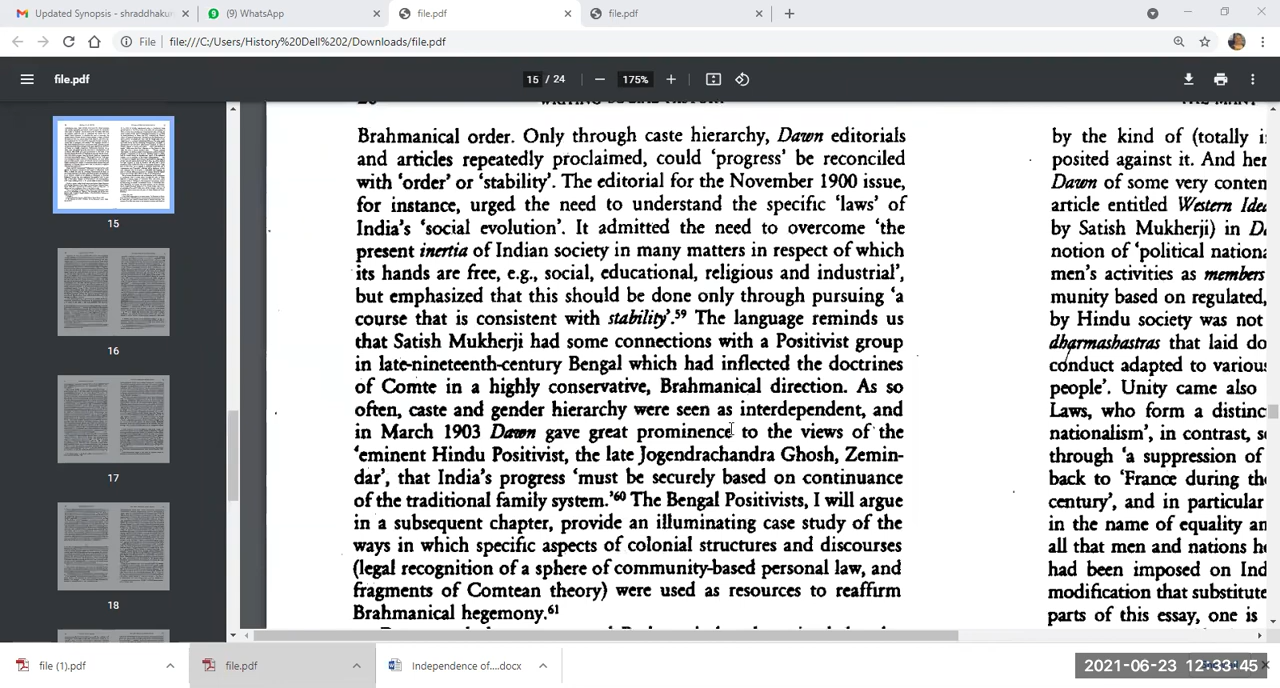 Updated Synopsis - shraddhakum
(9) WhatsApp
file.pdf
file.pdf
File
file:///C:/Users/History%20Dell%202/Downloads/file.pdf
file.pdf
15 / 24
175%
WRITING SOCIAL HISTORY
Brahmanical order. Only through caste hierarchy, Dawn editorials
and articles repeatedly proclaimed, could 'progress' be reconciled
with 'order' or 'stability'. The editorial for the November 1900 issue,
for instance, urged the need to understand the specific 'laws' of
India's 'social evolution'. It admitted the need to overcome 'the
present inertia of Indian society in many matters in respect of which
its hands are free, e.g., social, educational, religious and industrial',
but emphasized that this should be done only through pursuing 'a
course that is consistent with stability'.59 The language reminds us
that Satish Mukherji had some connections with a Positivist group
in late-nineteenth-century Bengal which had inflected the doctrines
of Comte in a highly conservative, Brahmanical direction. As so
often, caste and gender hierarchy were seen as interdependent, and
in March 1903 Dawn gave great prominence to the views of the
'eminent Hindu Positivist, the late Jogendrachandra Ghosh, Zemin-
dar', that India's progress 'must be securely based on continuance
of the traditional family system.'60 The Bengal Positivists, I will argue
in a subsequent chapter, provide an illuminating case study of the
ways in which specific aspects of colonial structures and discourses
(legal recognition of a sphere of community-based personal law, and
fragments of Comtean theory) were used as resources to reaffirm
Brahmanical hegemony.61
by the kind of (totally
posited against it. And
Dawn of some very
article entitled Western
by Satish Mukherji) in
notion of 'political
men's activities as members
munity based on regulated,
by Hindu society was not
dharmashastras that laid
conduct adapted to
people'. Unity came also
Laws, who form a
nationalism', in contrast,
through 'a suppression of
back to 'France during
century', and in particular
in the name of equality
all that men and nations
had been imposed on
modification that
parts of this essay, one is
15
16
17
18
file (1).pdf
file.pdf
Independence of....docx
2021-06-23 12:33:45